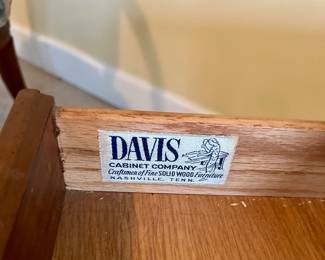 DAVIS
CABINET COMPANY
Craftsmen of Fine SOLID WOOD Furniture
NASHVILLE, TENN.